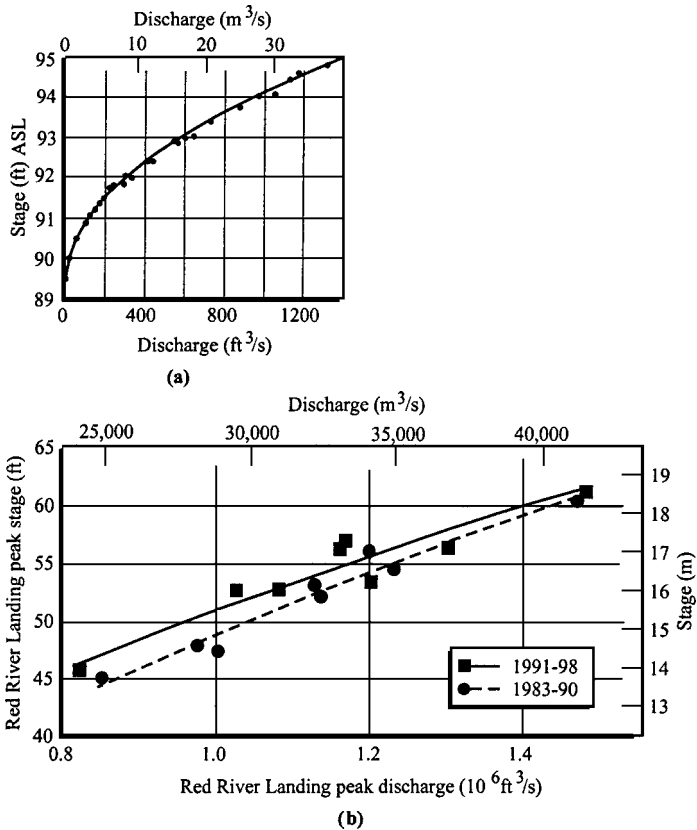 Discharge (m³/s)
0 10 20 30
95
94
93
92
91
90
89
Stage (ft) ASL
0 400 800 1200
Discharge (ft³/s)
(a)
Discharge (m³/s)
25,000 30,000 35,000 40,000
65
60
55
50
45
40
Red River Landing peak stage (ft)
19
18
17
16
15
14
13
Stage (m)
1991-98
1983-90
0.8 1.0 1.2 1.4
Red River Landing peak discharge (10⁶ft³/s)
(b)